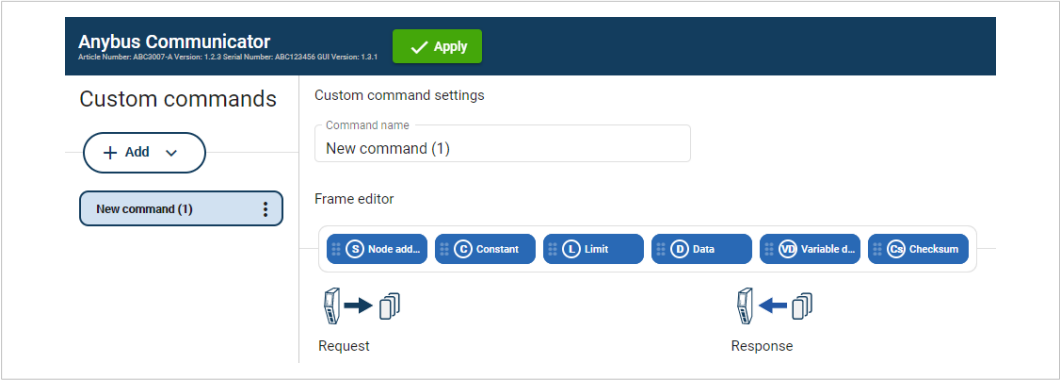 Anybus Communicator
Article Number: ABC3007-A Version: 1.2.3 Serial Number: ABC123456 GUI Version: 1.3.1
Apply
Custom commands
+ Add
New command (1)
Custom command settings
Command name
New command (1)
Frame editor
S Node add... C Constant L Limit D Data VD Variable d... Cs Checksum
Request Response